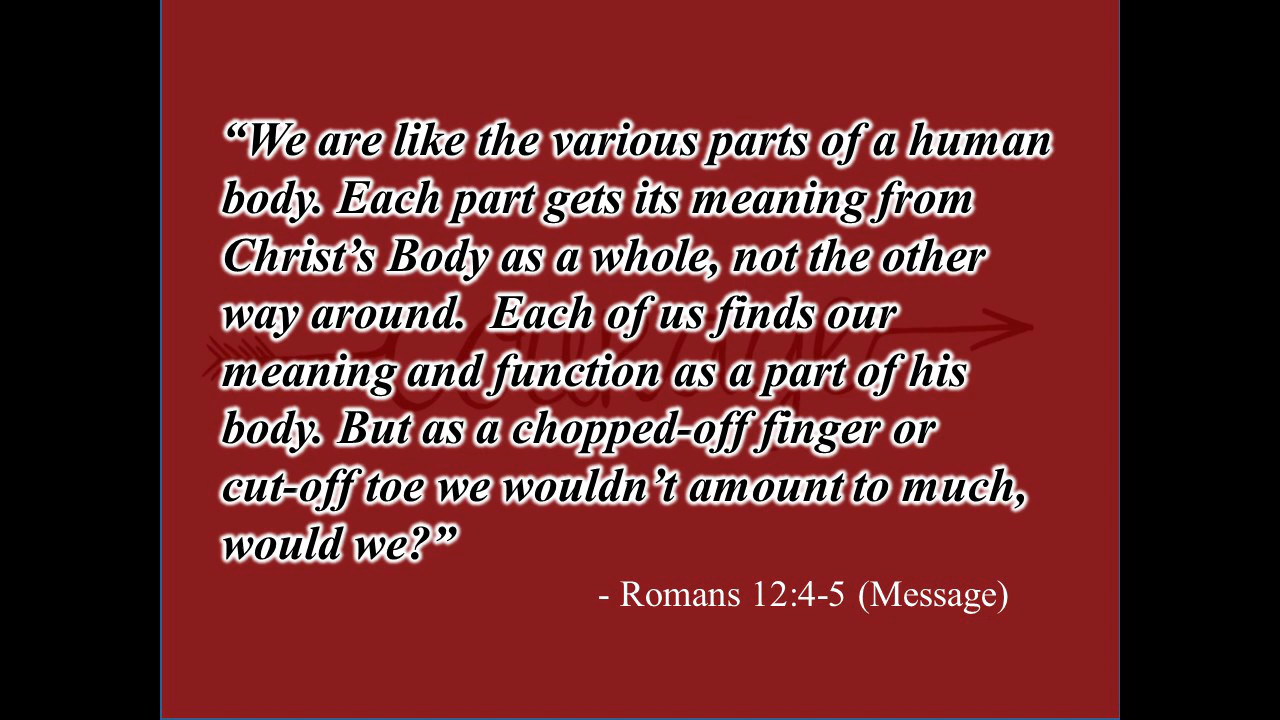 “We are like the various parts of a human
body. Each part gets its meaning from
Christ’s Body as a whole, not the other
way around.  Each of us finds our
meaning and function as a part of his
body. But as a chopped-off finger or
cut-off toe we wouldn’t amount to much,
would we?”
- Romans 12:4-5 (Message)
courage